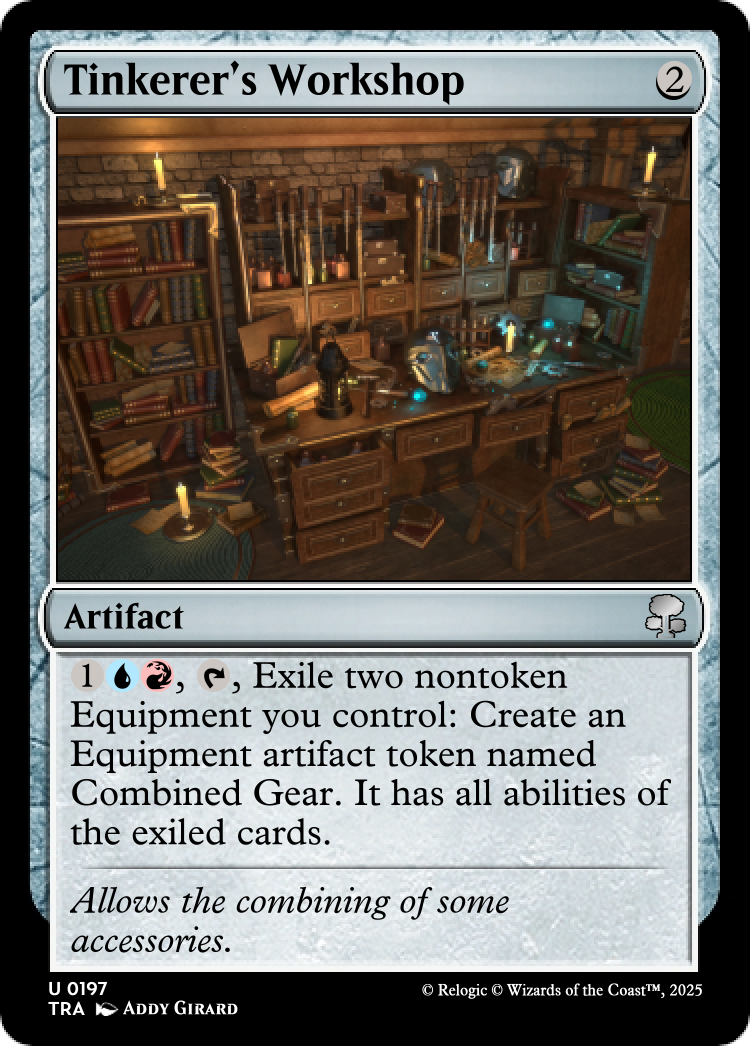 Tinkerer's Workshop 2
Artifact
1, , Exile two nontoken
Equipment you control: Create an
Equipment artifact token named
Combined Gear. It has all abilities of
the exiled cards.
Allows the combining of some
accessories.
U 0197
TRA Addy Girard
© Relogic © Wizards of the Coast™, 2025